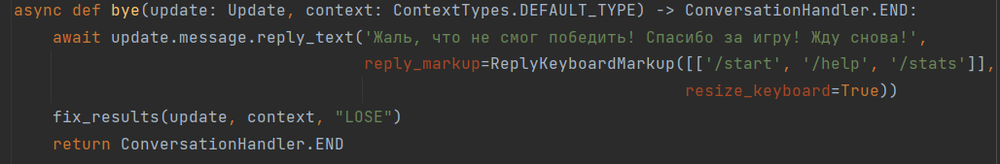 async def bye(update: Update, context: ContextTypes.DEFAULT_TYPE) -> ConversationHandler.END:
    await update.message.reply_text('Жаль, что не смог победить! Спасибо за игру! Жду снова!',
                                    reply_markup=ReplyKeyboardMarkup([['/start', '/help', '/stats']],
                                                                     resize_keyboard=True))
    fix_results(update, context, "LOSE")
    return ConversationHandler.END